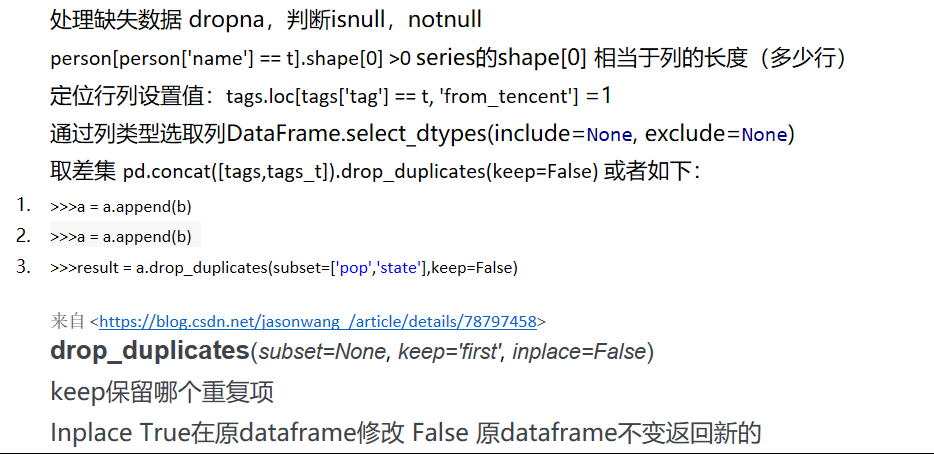 处理缺失数据 dropna，判断isnull，notnull
person[person['name'] == t].shape[0] >0 series的shape[0] 相当于列的长度（多少行）
定位行列设置值：tags.loc[tags['tag'] == t, 'from_tencent'] =1
通过列类型选取列DataFrame.select_dtypes(include=None, exclude=None)
取差集 pd.concat([tags,tags_t]).drop_duplicates(keep=False) 或者如下：
1. >>>a = a.append(b)
2. >>>a = a.append(b)
3. >>>result = a.drop_duplicates(subset=['pop','state'],keep=False)
来自 <https://blog.csdn.net/jasonwang_/article/details/78797458>
drop_duplicates(subset=None, keep='first', inplace=False)
keep保留哪个重复项
Inplace True在原dataframe修改 False 原dataframe不变返回新的